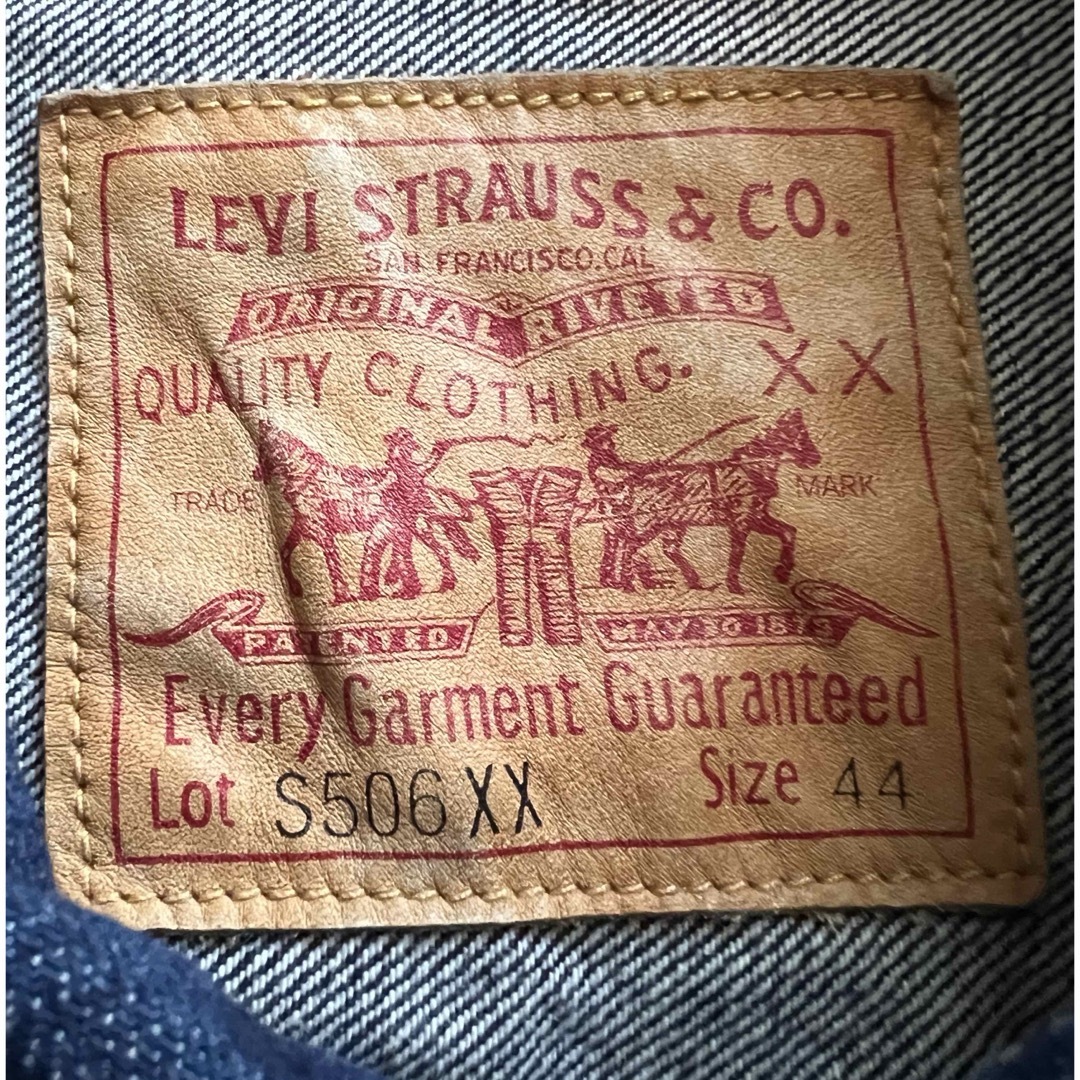 LEVI STRAUSS & CO.
SAN FRANCISCO.CAL
ORIGINAL RIVETED
QUALITY CLOTHING. XX
TRADE MARK
PATENTED MAY 20 1873
Every Garment Guaranteed
Lot S506XX Size 44